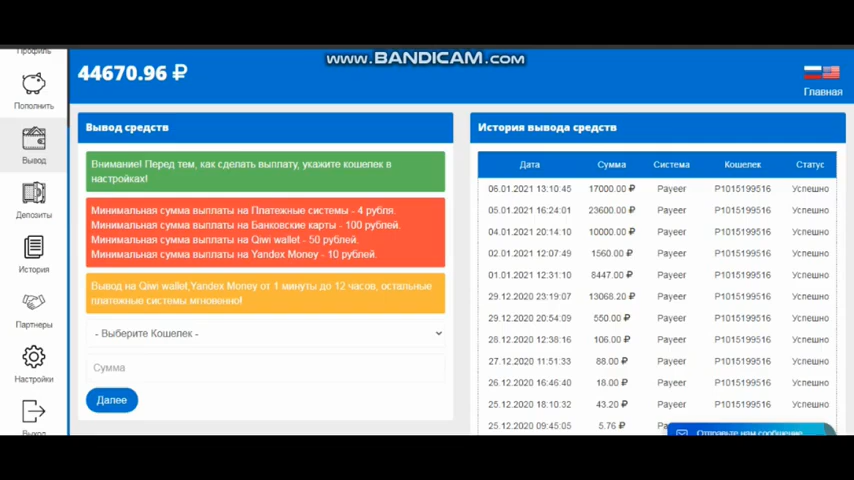 Профиль
www.BANDICAM.com
44670.96 ₽
Главная
Пополнить
Вывод
Депозиты
История
Партнеры
Настройки
Выход
Вывод средств
Внимание! Перед тем, как сделать выплату, укажите кошелек в
настройках!
Минимальная сумма выплаты на Платежные системы - 4 рубля.
Минимальная сумма выплаты на Банковские карты - 100 рублей.
Минимальная сумма выплаты на Qiwi wallet - 50 рублей.
Минимальная сумма выплаты на Yandex Money - 10 рублей.
Вывод на Qiwi wallet,Yandex Money от 1 минуты до 12 часов, остальные
платежные системы мгновенно!
- Выберите Кошелек -
Сумма
Далее
История вывода средств
Дата Сумма Система Кошелек Статус
06.01.2021 13:10:45 17000.00 ₽ Payeer P1015199516 Успешно
05.01.2021 16:24:01 23600.00 ₽ Payeer P1015199516 Успешно
04.01.2021 20:14:10 10000.00 ₽ Payeer P1015199516 Успешно
02.01.2021 12:07:49 1560.00 ₽ Payeer P1015199516 Успешно
01.01.2021 12:31:10 8447.00 ₽ Payeer P1015199516 Успешно
29.12.2020 23:19:07 13068.20 ₽ Payeer P1015199516 Успешно
29.12.2020 20:54:09 550.00 ₽ Payeer P1015199516 Успешно
28.12.2020 12:38:16 106.00 ₽ Payeer P1015199516 Успешно
27.12.2020 11:51:33 88.00 ₽ Payeer P1015199516 Успешно
26.12.2020 16:46:40 18.00 ₽ Payeer P1015199516 Успешно
25.12.2020 18:10:32 43.20 ₽ Payeer P1015199516 Успешно
25.12.2020 09:45:05 5.76 ₽ Pa
Отправьте нам сообщение